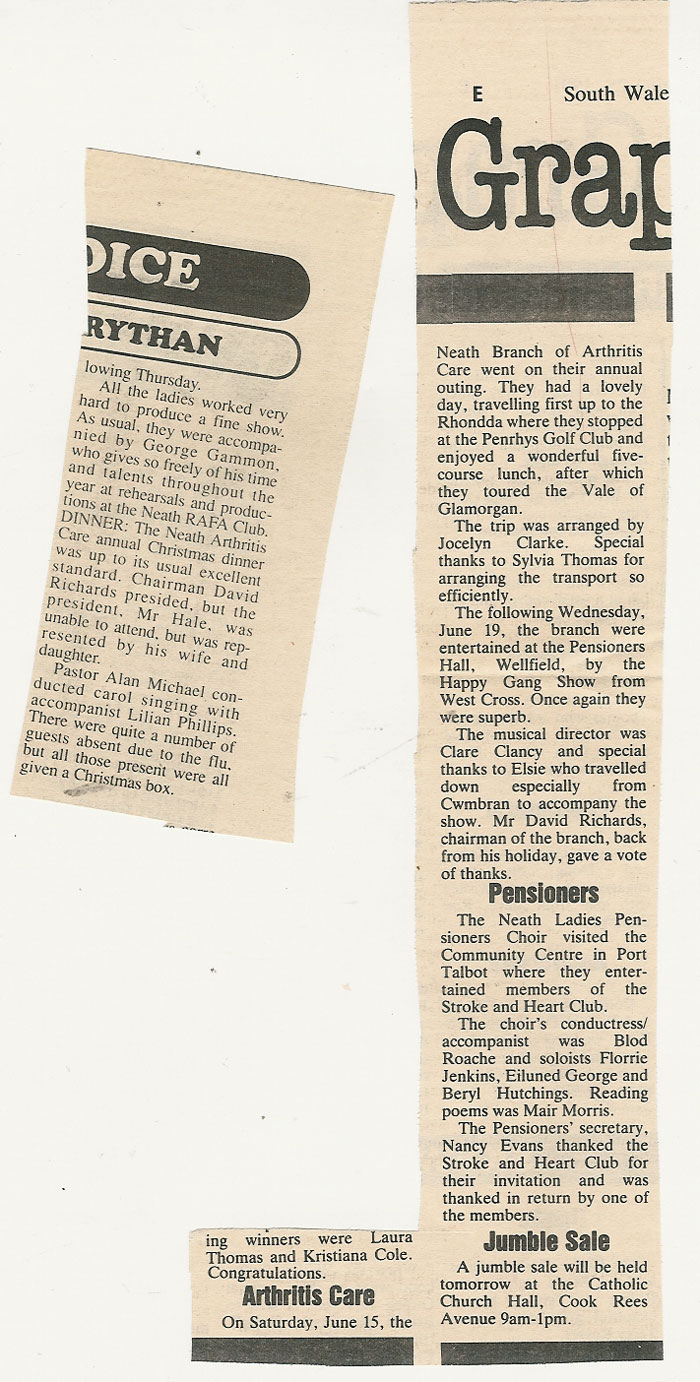 OICE
RYTHAN
lowing Thursday.
All the ladies worked very
hard to produce a fine show.
As usual, they were accompa-
nied by George Gammon,
who gives so freely of his time
and talents throughout the
year at rehearsals and produc-
tions at the Neath RAFA Club.
DINNER: The Neath Arthritis
Care annual Christmas dinner
was up to its usual excellent
standard. Chairman David
Richards presided, but the
president, Mr Hale, was
unable to attend, but was rep-
resented by his wife and
daughter.
Pastor Alan Michael con-
ducted carol singing with
accompanist Lilian Phillips.
There were quite a number of
guests absent due to the flu.
but all those present were all
given a Christmas box.
ing winners were Laura
Thomas and Kristiana Cole.
Congratulations.
Arthritis Care
On Saturday, June 15, the
E South Wale
Grap
Neath Branch of Arthritis
Care went on their annual
outing. They had a lovely
day, travelling first up to the
Rhondda where they stopped
at the Penrhys Golf Club and
enjoyed a wonderful five-
course lunch, after which
they toured the Vale of
Glamorgan.
The trip was arranged by
Jocelyn Clarke. Special
thanks to Sylvia Thomas for
arranging the transport so
efficiently.
The following Wednesday,
June 19, the branch were
entertained at the Pensioners
Hall, Wellfield, by the
Happy Gang Show from
West Cross. Once again they
were superb.
The musical director was
Clare Clancy and special
thanks to Elsie who travelled
down especially from
Cwmbran to accompany the
show. Mr David Richards,
chairman of the branch, back
from his holiday, gave a vote
of thanks.
Pensioners
The Neath Ladies Pen-
sioners Choir visited the
Community Centre in Port
Talbot where they enter-
tained members of the
Stroke and Heart Club.
The choir's conductress/
accompanist was Blod
Roache and soloists Florrie
Jenkins, Eiluned George and
Beryl Hutchings. Reading
poems was Mair Morris.
The Pensioners' secretary,
Nancy Evans thanked the
Stroke and Heart Club for
their invitation and was
thanked in return by one of
the members.
Jumble Sale
A jumble sale will be held
tomorrow at the Catholic
Church Hall, Cook Rees
Avenue 9am-1pm.